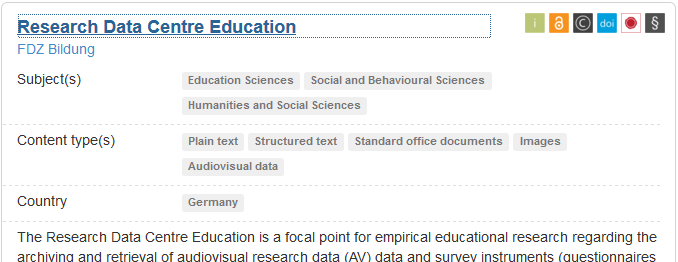 Research Data Centre Education
i © doi §
FDZ Bildung
Subject(s) Education Sciences Social and Behavioural Sciences
Humanities and Social Sciences
Content type(s) Plain text Structured text Standard office documents Images
Audiovisual data
Country Germany
The Research Data Centre Education is a focal point for empirical educational research regarding the
archiving and retrieval of audiovisual research data (AV) data and survey instruments (questionnaires